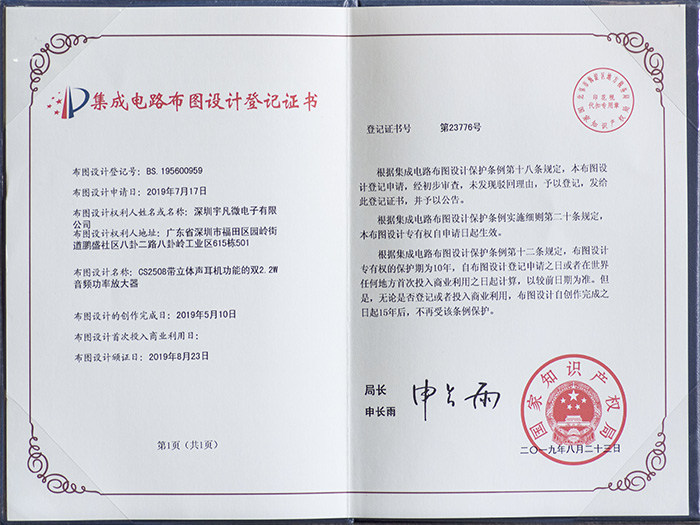 集成电路布图设计登记证书
布图设计登记号：BS.195600959
布图设计申请日：2019年7月17日
布图设计权利人姓名或名称：深圳宇凡微电子有限
公司
布图设计权利人地址：广东省深圳市福田区园岭街
道鹏盛社区八卦二路八卦岭工业区615栋501
布图设计名称：CS2508带立体声耳机功能的双2.2W
音频功率放大器
布图设计的创作完成日：2019年5月10日
布图设计首次投入商业利用日：
布图设计颁证日：2019年8月23日
第1页（共1页）
印花税
代扣专用章
国家知识产权局
登记证书号 第23776号
根据集成电路布图设计保护条例第十八条规定，本布图设
计登记申请，经初步审查，未发现驳回理由，予以登记，发给
此登记证书，并予以公告。
根据集成电路布图设计保护条例实施细则第二十条规定，
本布图设计专有权自申请日起生效。
根据集成电路布图设计保护条例第十二条规定，布图设计
专有权的保护期为10年，自布图设计登记申请之日或者在世界
任何地方首次投入商业利用之日起计算，以较前日期为准。但
是，无论是否登记或者投入商业利用，布图设计自创作完成之
日起15年后，不再受该条例保护。
局长
申长雨
申长雨
国家知识产权局
二〇一九年八月二十三日